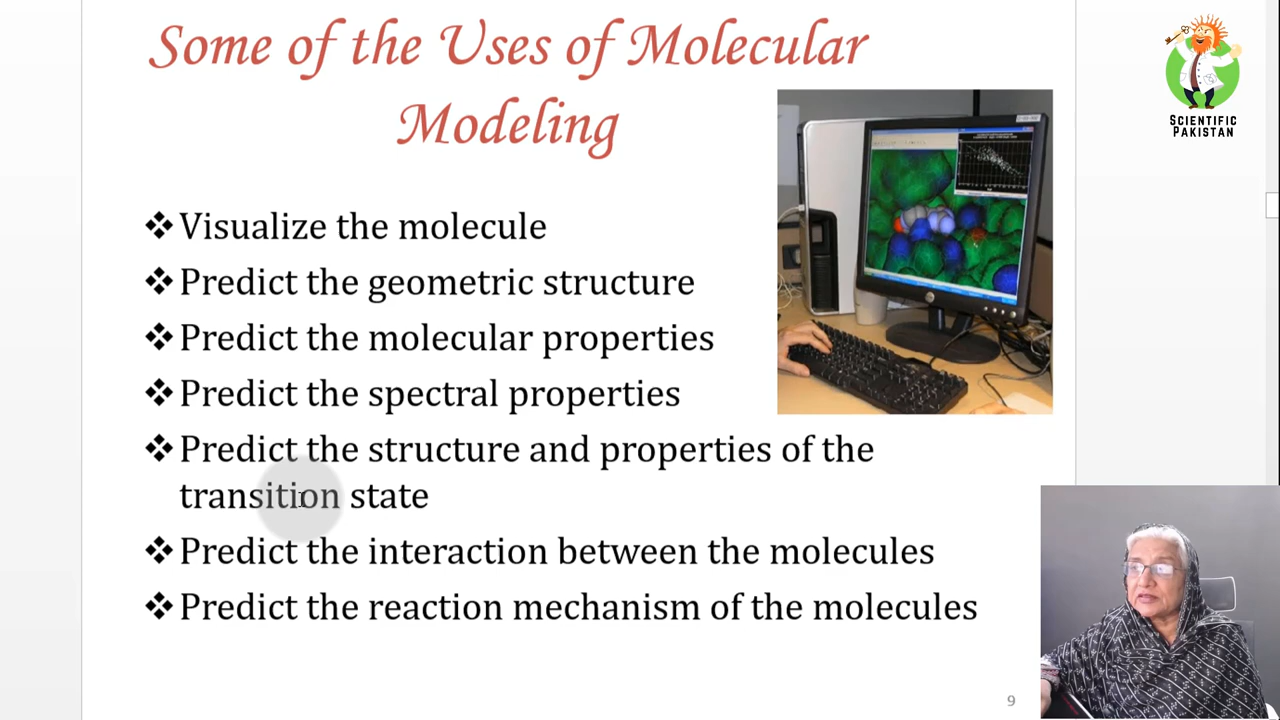 Some of the Uses of Molecular
Modeling
❖Visualize the molecule
❖Predict the geometric structure
❖Predict the molecular properties
❖Predict the spectral properties
❖Predict the structure and properties of the
transition state
❖Predict the interaction between the molecules
❖Predict the reaction mechanism of the molecules
9
SCIENTIFIC
PAKISTAN